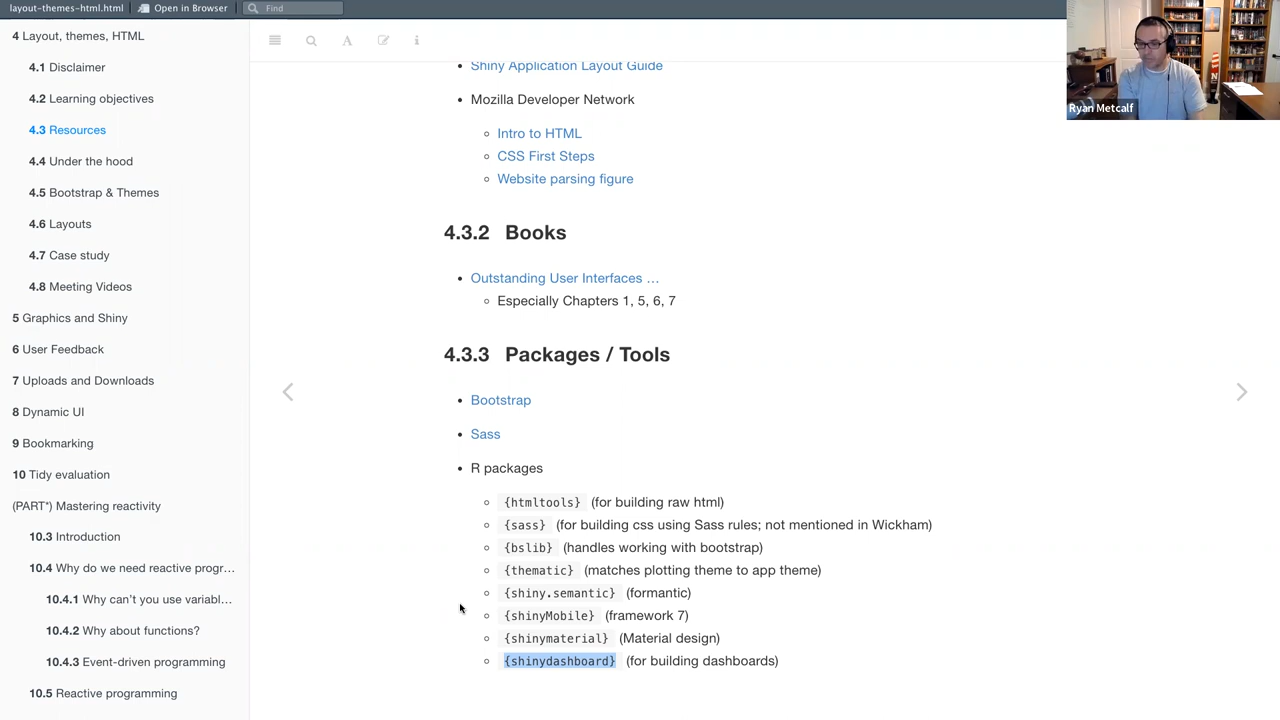 layout-themes-html.html
Open in Browser
Find
4 Layout, themes, HTML
4.1 Disclaimer
4.2 Learning objectives
4.3 Resources
4.4 Under the hood
4.5 Bootstrap & Themes
4.6 Layouts
4.7 Case study
4.8 Meeting Videos
5 Graphics and Shiny
6 User Feedback
7 Uploads and Downloads
8 Dynamic UI
9 Bookmarking
10 Tidy evaluation
(PART*) Mastering reactivity
10.3 Introduction
10.4 Why do we need reactive progr…
10.4.1 Why can't you use variabl…
10.4.2 Why about functions?
10.4.3 Event-driven programming
10.5 Reactive programming
Shiny Application Layout Guide
Mozilla Developer Network
Intro to HTML
CSS First Steps
Website parsing figure
4.3.2 Books
Outstanding User Interfaces …
Especially Chapters 1, 5, 6, 7
4.3.3 Packages / Tools
Bootstrap
Sass
R packages
{htmltools} (for building raw html)
{sass} (for building css using Sass rules; not mentioned in Wickham)
{bslib} (handles working with bootstrap)
{thematic} (matches plotting theme to app theme)
{shiny.semantic} (formantic)
{shinyMobile} (framework 7)
{shinymaterial} (Material design)
{shinydashboard} (for building dashboards)
Ryan Metcalf